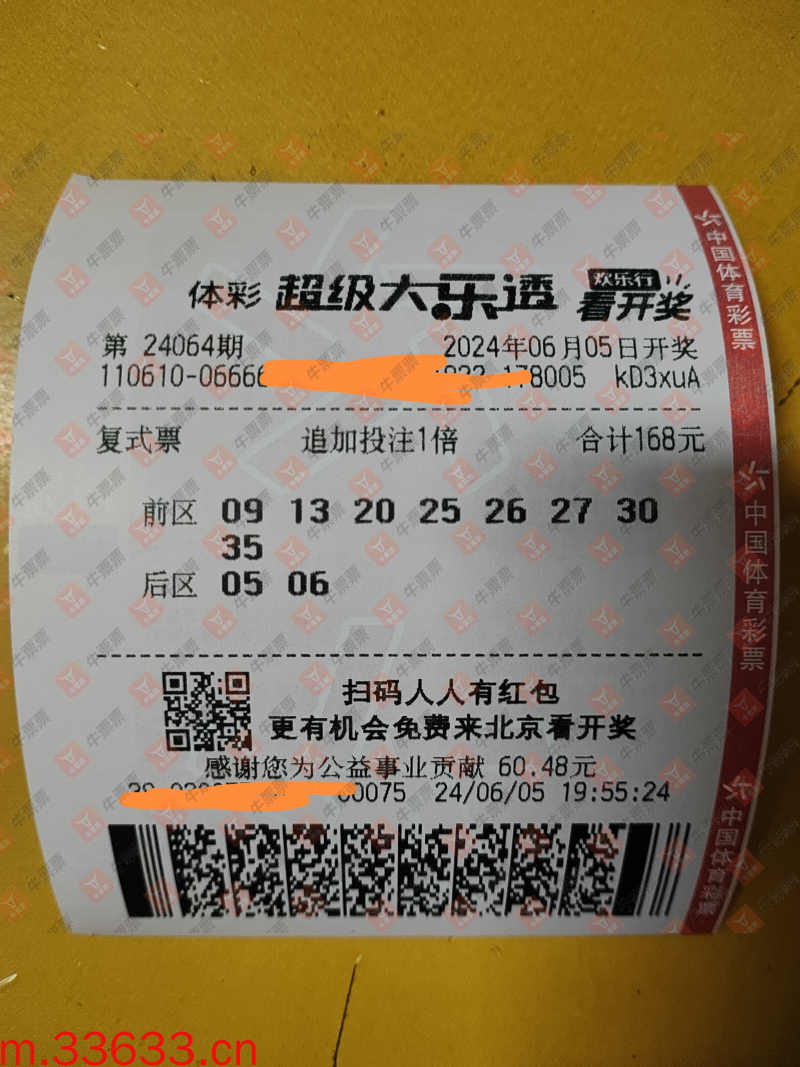 体彩 超级大乐透 欢乐行 看开奖
第 24064期 2024年06月05日开奖
110610-06666 178005 kD3xuA
复式票 追加投注1倍 合计168元
前区 09 13 20 25 26 27 30
35
后区 05 06
扫码人人有红包
更有机会免费来北京看开奖
感谢您为公益事业贡献 60.48元
60075 24/06/05 19:55:24
中国体育彩票
中国体育彩票
中国体育彩票
牛票票
m.33633.cn